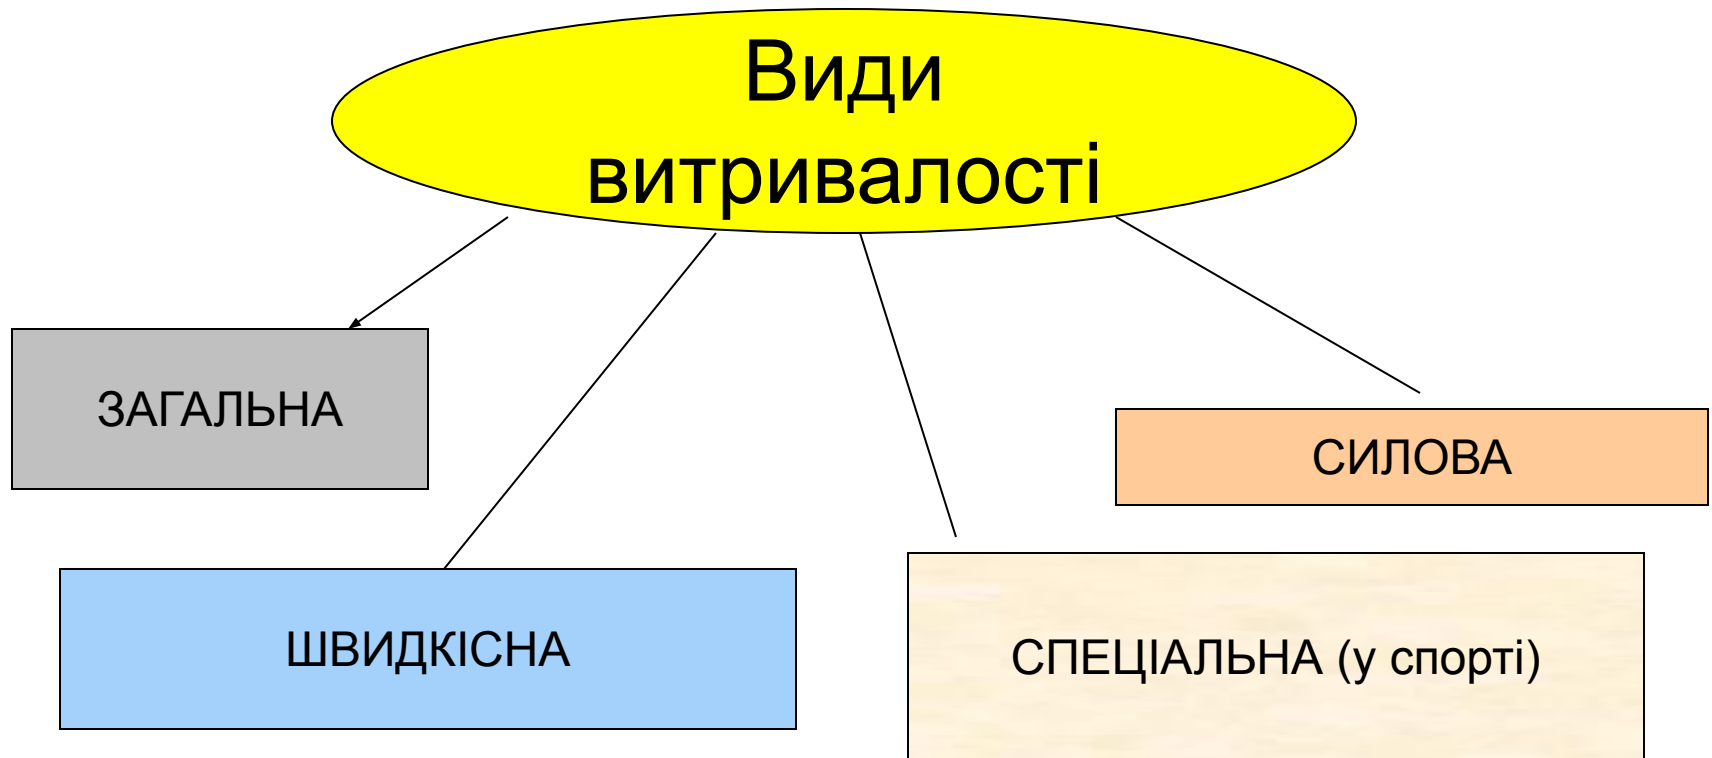 Види
витривалості
ЗАГАЛЬНА
СИЛОВА
ШВИДКІСНА
СПЕЦІАЛЬНА (у спорті)